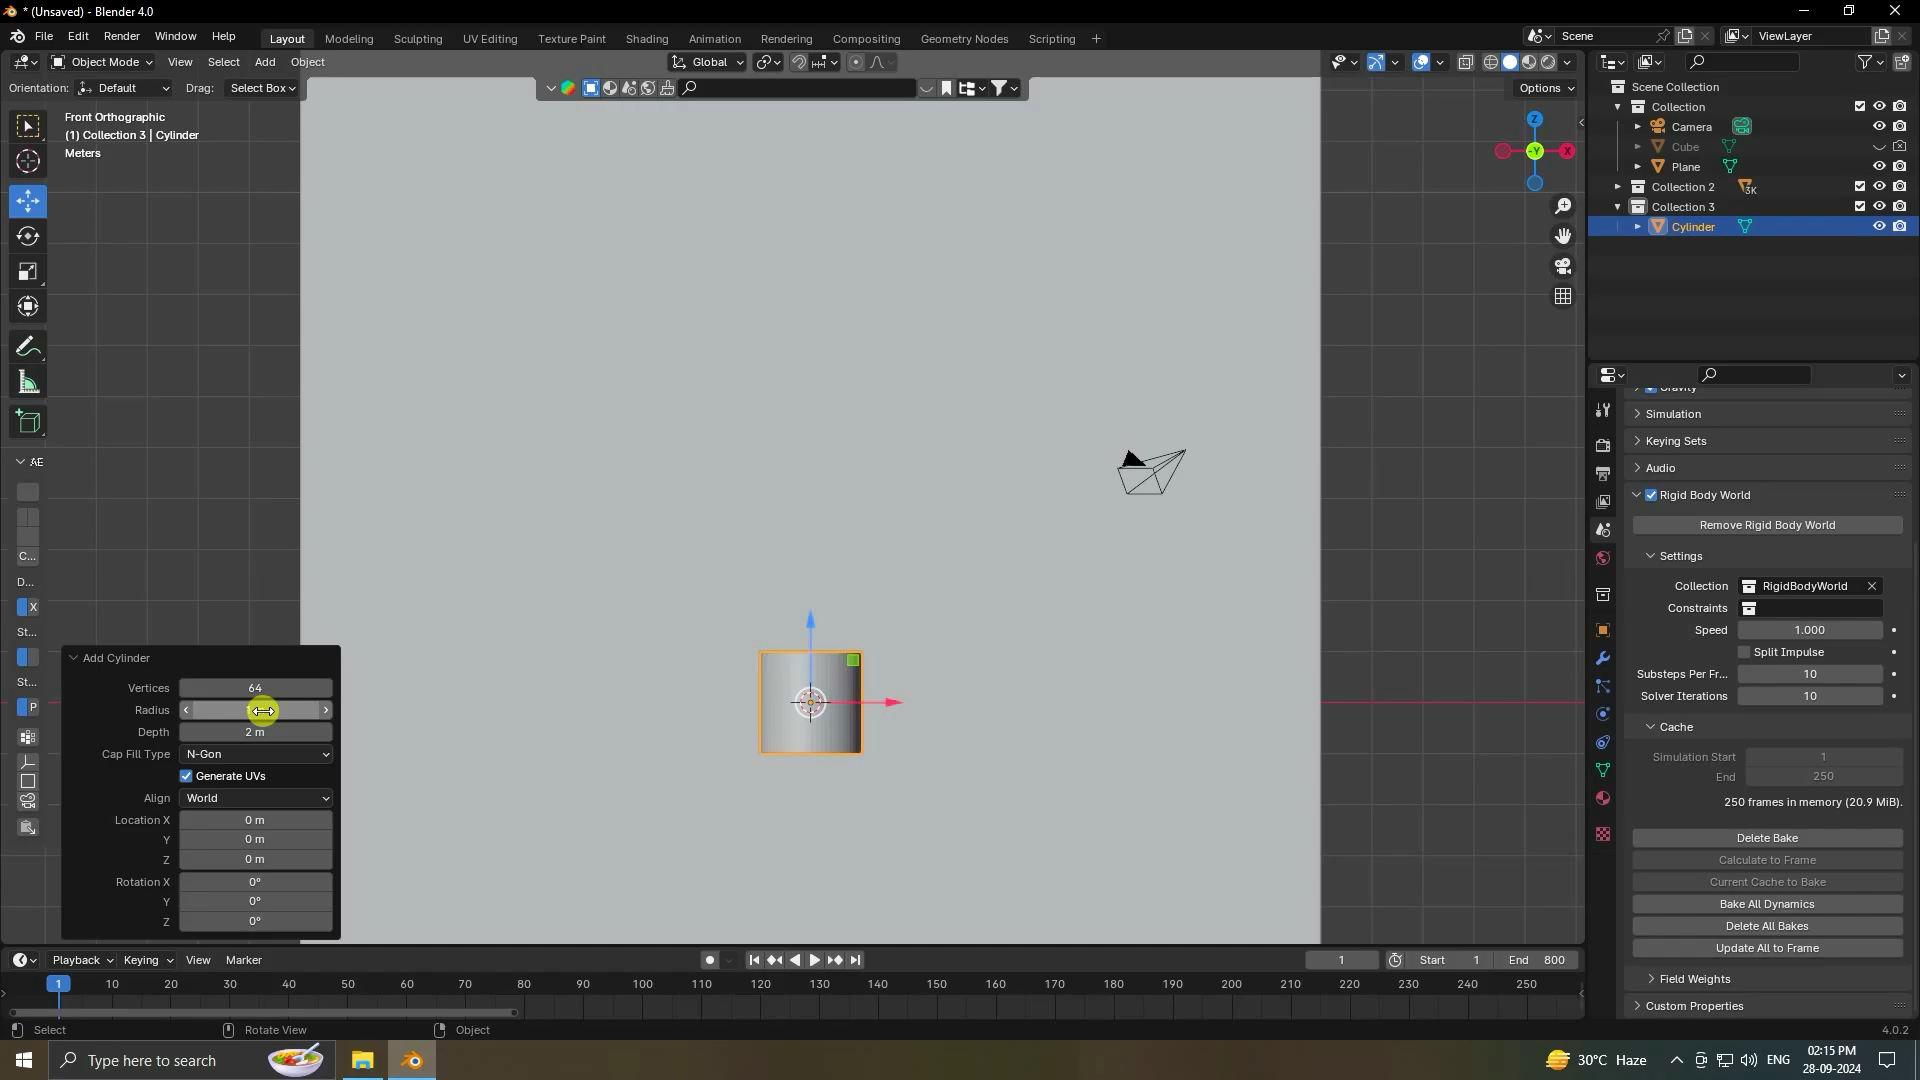 * (Unsaved) - Blender 4.0
File Edit Render Window Help
Layout Modeling Sculpting UV Editing Texture Paint Shading Animation Rendering Compositing Geometry Nodes Scripting +
Scene
ViewLayer
Object Mode View Select Add Object
Global
Orientation: Default Drag: Select Box
Options
Front Orthographic
(1) Collection 3 | Cylinder
Meters
Z
-Y
X
Scene Collection
Collection
Camera
Cube
Plane
Collection 2 3K
Collection 3
Cylinder
AE
C...
D...
X
St...
St...
P
Add Cylinder
Vertices 64
Radius
Depth 2 m
Cap Fill Type N-Gon
Generate UVs
Align World
Location X 0 m
Y 0 m
Z 0 m
Rotation X 0°
Y 0°
Z 0°
Gravity
Simulation
Keying Sets
Audio
Rigid Body World
Remove Rigid Body World
Settings
Collection RigidBodyWorld
Constraints
Speed 1.000
Split Impulse
Substeps Per Fr... 10
Solver Iterations 10
Cache
Simulation Start 1
End 250
250 frames in memory (20.9 MiB).
Delete Bake
Calculate to Frame
Current Cache to Bake
Bake All Dynamics
Delete All Bakes
Update All to Frame
Field Weights
Custom Properties
Playback Keying View Marker
1 Start 1 End 800
1 10 20 30 40 50 60 70 80 90 100 110 120 130 140 150 160 170 180 190 200 210 220 230 240 250
Select Rotate View Object
4.0.2
Type here to search
30°C Haze
ENG
02:15 PM
28-09-2024